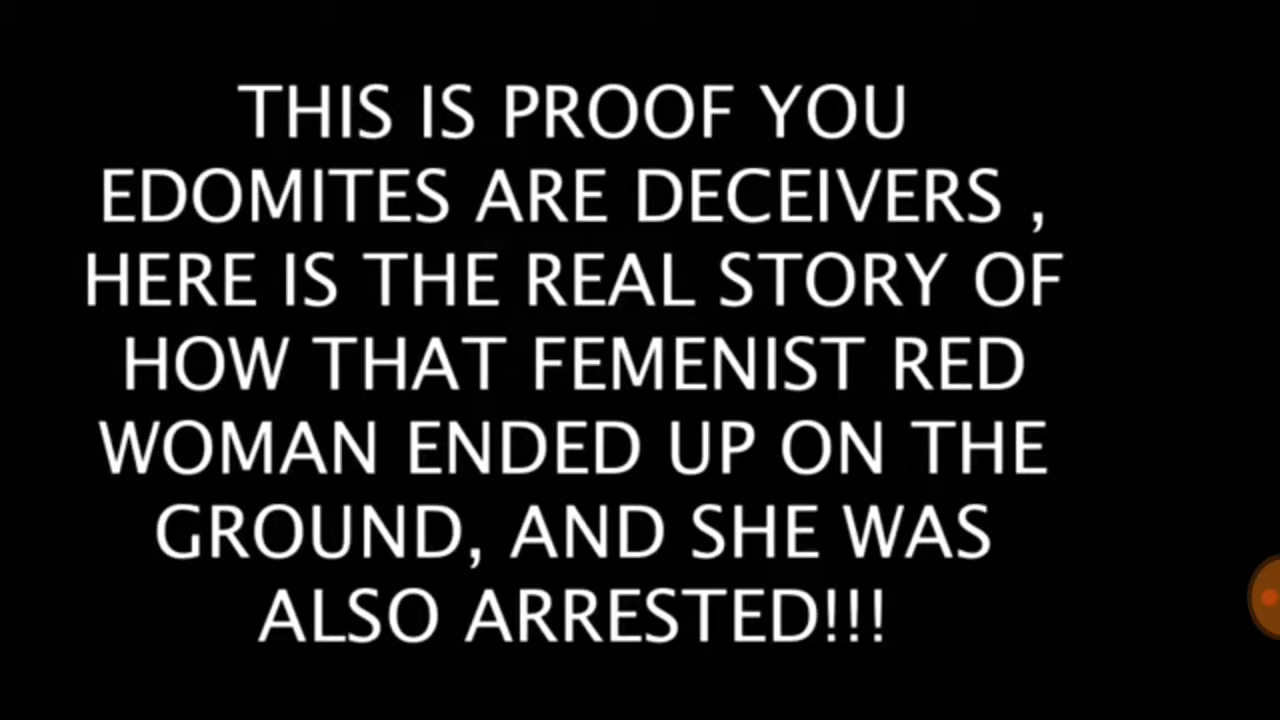 THIS IS PROOF YOU
EDOMITES ARE DECEIVERS ,
HERE IS THE REAL STORY OF
HOW THAT FEMENIST RED
WOMAN ENDED UP ON THE
GROUND, AND SHE WAS
ALSO ARRESTED!!!